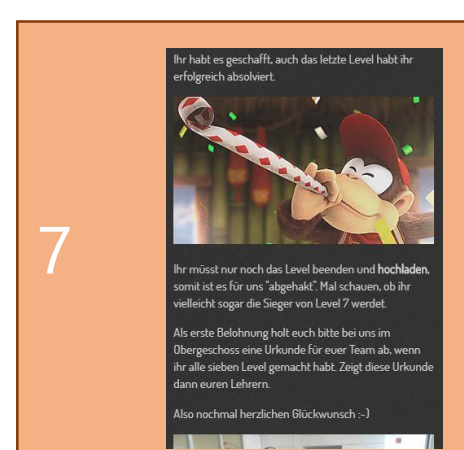 Ihr habt es geschafft, auch das letzte Level habt ihr
erfolgreich absolviert.
7
Ihr müsst nur noch das Level beenden und hochladen,
somit ist es für uns "abgehakt". Mal schauen, ob ihr
vielleicht sogar die Sieger von Level 7 werdet.
Als erste Belohnung holt euch bitte bei uns im
Obergeschoss eine Urkunde für euer Team ab, wenn
ihr alle sieben Level gemacht habt. Zeigt diese Urkunde
dann euren Lehrern.
Also nochmal herzlichen Glückwunsch :-)